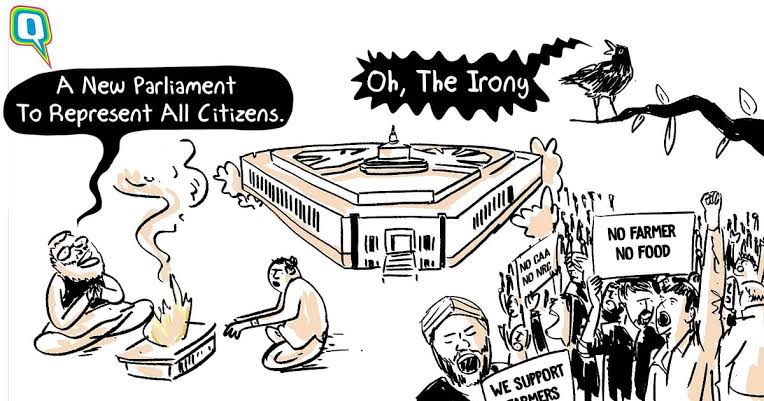 A New Parliament
To Represent All Citizens.
Oh, The Irony
NO FARMER
NO FOOD
NO CAA
NO NRC
WE SUPPORT
FARMERS